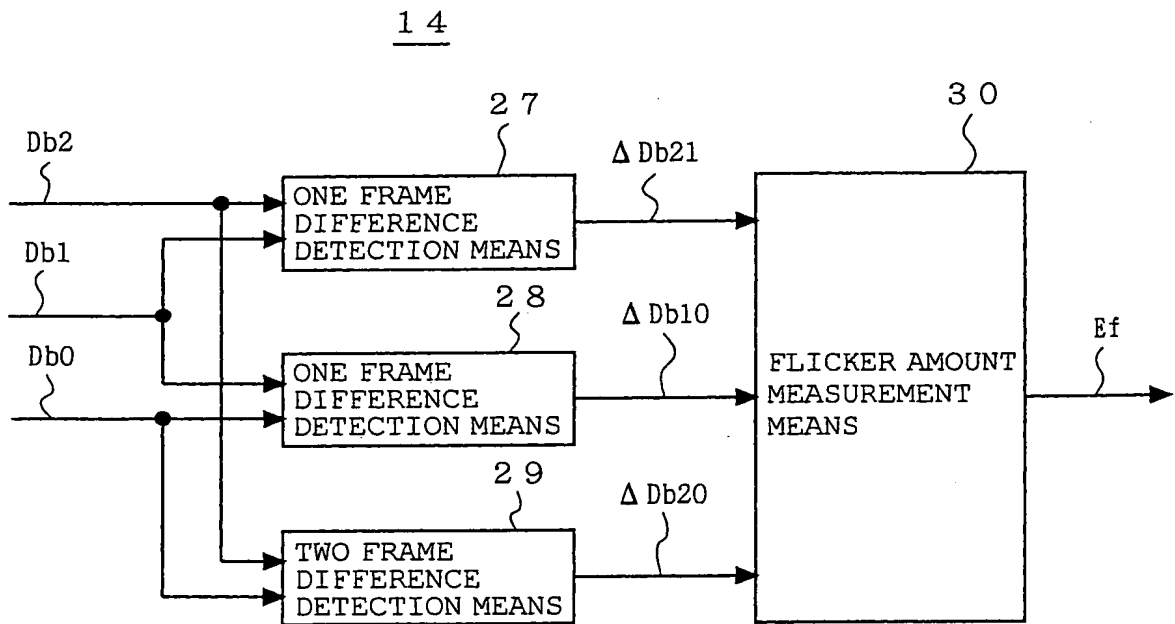 14
27
30
Db2
ΔDb21
ONE FRAME
DIFFERENCE
DETECTION MEANS
Db1
28
ΔDb10
Ef
Db0
ONE FRAME
DIFFERENCE
DETECTION MEANS
FLICKER AMOUNT
MEASUREMENT
MEANS
29
ΔDb20
TWO FRAME
DIFFERENCE
DETECTION MEANS